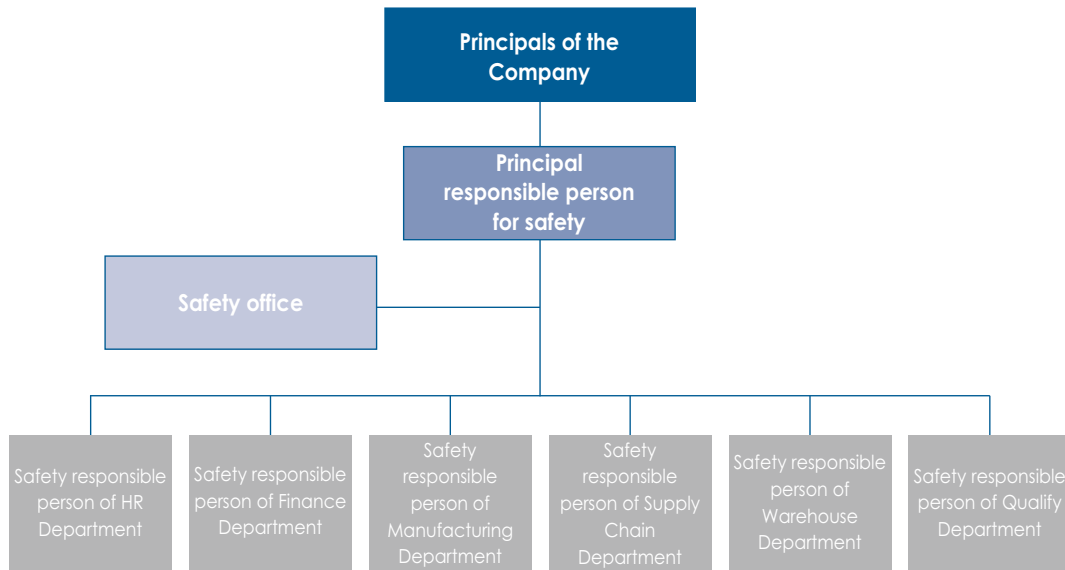 Principals of the
Company
Principal
responsible person
for safety
Safety office
Safety responsible
person of HR
Department
Safety responsible
person of Finance
Department
Safety
responsible
person of
Manufacturing
Department
Safety
responsible
person of Supply
Chain
Department
Safety responsible
person of
Warehouse
Department
Safety responsible
person of Qualify
Department